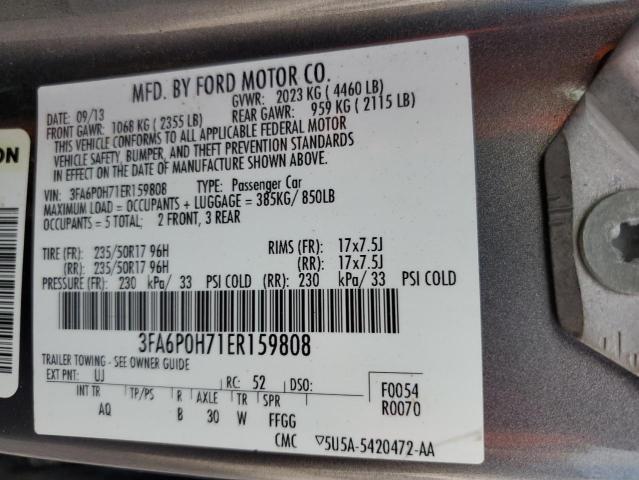 MFD. BY FORD MOTOR CO.
DATE: 09/13 GVWR: 2023 KG ( 4460 LB)
FRONT GAWR: 1068 KG ( 2355 LB) REAR GAWR: 959 KG ( 2115 LB)
THIS VEHICLE CONFORMS TO ALL APPLICABLE FEDERAL MOTOR
VEHICLE SAFETY, BUMPER, AND THEFT PREVENTION STANDARDS
IN EFFECT ON THE DATE OF MANUFACTURE SHOWN ABOVE.
VIN: 3FA6P0H71ER159808 TYPE: Passenger Car
MAXIMUM LOAD = OCCUPANTS + LUGGAGE = 385KG/ 850LB
OCCUPANTS = 5 TOTAL; 2 FRONT, 3 REAR
TIRE (FR): 235/50R17 96H RIMS (FR): 17x7.5J
(RR): 235/50R17 96H (RR): 17x7.5J
PRESSURE (FR): 230 kPa/ 33 PSI COLD (RR): 230 kPa/ 33 PSI COLD
3FA6P0H71ER159808
TRAILER TOWING - SEE OWNER GUIDE
EXT PNT: UJ RC: 52 DSO: F0054
INT TR TP/PS R AXLE TR SPR R0070
AQ B 30 W FFGG
CMC ▽5U5A-5420472-AA
ON